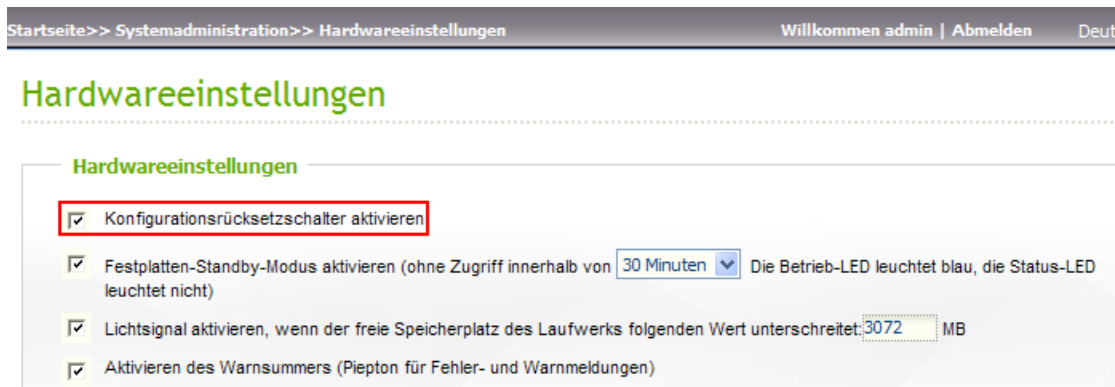 Startseite>> Systemadministration>> Hardwareeinstellungen Willkommen admin | Abmelden
Hardwareeinstellungen
Hardwareeinstellungen
Konfigurationsrücksetzschalter aktivieren
Festplatten-Standby-Modus aktivieren (ohne Zugriff innerhalb von 30 Minuten Die Betrieb-LED leuchtet blau, die Status-LED
leuchtet nicht)
Lichtsignal aktivieren, wenn der freie Speicherplatz des Laufwerks folgenden Wert unterschreitet:3072 MB
Aktivieren des Warnsummers (Piepton für Fehler- und Warnmeldungen)